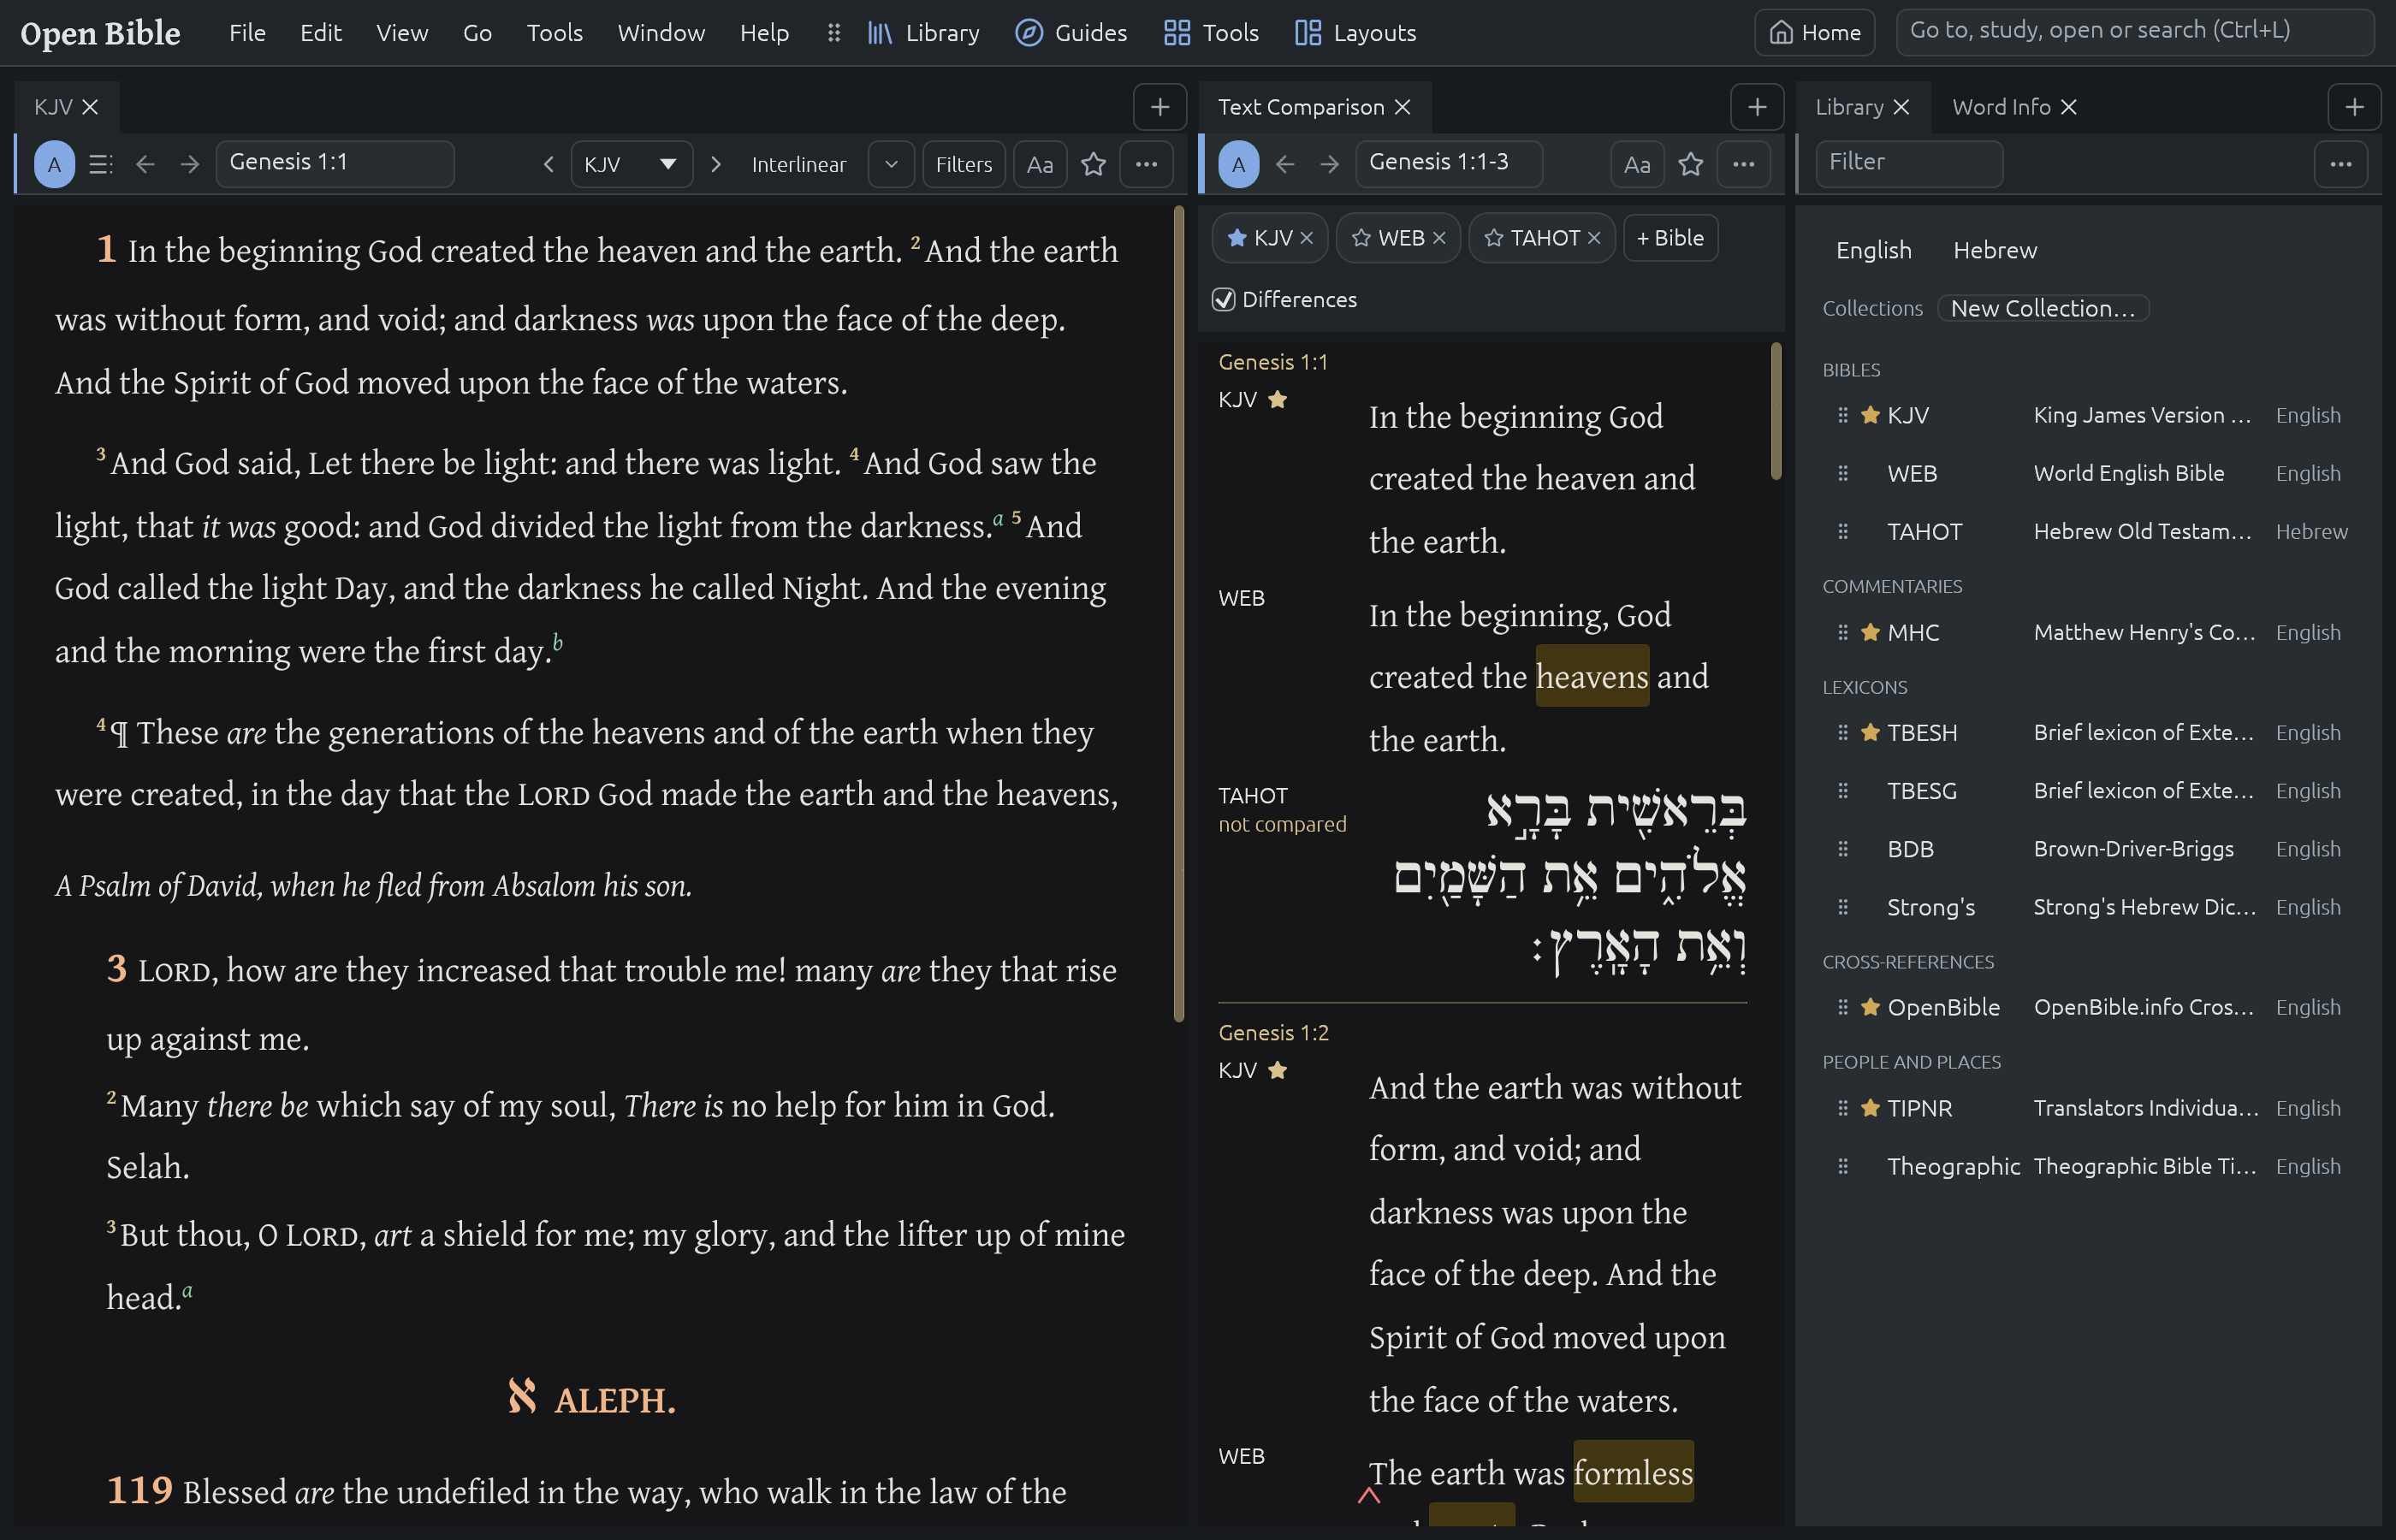 Open Bible File Edit View Go Tools Window Help Library Guides Tools Layouts Home Go to, study, open or search (Ctrl+L)
KJV
A Genesis 1:1 KJV Interlinear Filters Aa
1 In the beginning God created the heaven and the earth. 2 And the earth
was without form, and void; and darkness was upon the face of the deep.
And the Spirit of God moved upon the face of the waters.
3 And God said, Let there be light: and there was light. 4 And God saw the
light, that it was good: and God divided the light from the darkness.a 5 And
God called the light Day, and the darkness he called Night. And the evening
and the morning were the first day.b
4 ¶ These are the generations of the heavens and of the earth when they
were created, in the day that the LORD God made the earth and the heavens,
A Psalm of David, when he fled from Absalom his son.
3 LORD, how are they increased that trouble me! many are they that rise
up against me.
2 Many there be which say of my soul, There is no help for him in God.
Selah.
3 But thou, O LORD, art a shield for me; my glory, and the lifter up of mine
head.a
א ALEPH.
119 Blessed are the undefiled in the way, who walk in the law of the
Text Comparison
A Genesis 1:1-3 Aa
KJV WEB TAHOT + Bible
Differences
Genesis 1:1
KJV
In the beginning God
created the heaven and
the earth.
WEB
In the beginning, God
created the heavens and
the earth.
TAHOT
not compared
בְּרֵאשִׁ֖ית בָּרָ֣א
אֱלֹהִ֑ים אֵ֥ת הַשָּׁמַ֖יִם
וְאֵ֥ת הָאָֽרֶץ׃
Genesis 1:2
KJV
And the earth was without
form, and void; and
darkness was upon the
face of the deep. And the
Spirit of God moved upon
the face of the waters.
WEB
The earth was formless
Library Word Info
Filter
English Hebrew
Collections New Collection...
BIBLES
KJV King James Version ... English
WEB World English Bible English
TAHOT Hebrew Old Testam... Hebrew
COMMENTARIES
MHC Matthew Henry's Co... English
LEXICONS
TBESH Brief lexicon of Exte... English
TBESG Brief lexicon of Exte... English
BDB Brown-Driver-Briggs English
Strong's Strong's Hebrew Dic... English
CROSS-REFERENCES
OpenBible OpenBible.info Cros... English
PEOPLE AND PLACES
TIPNR Translators Individua... English
Theographic Theographic Bible Ti... English